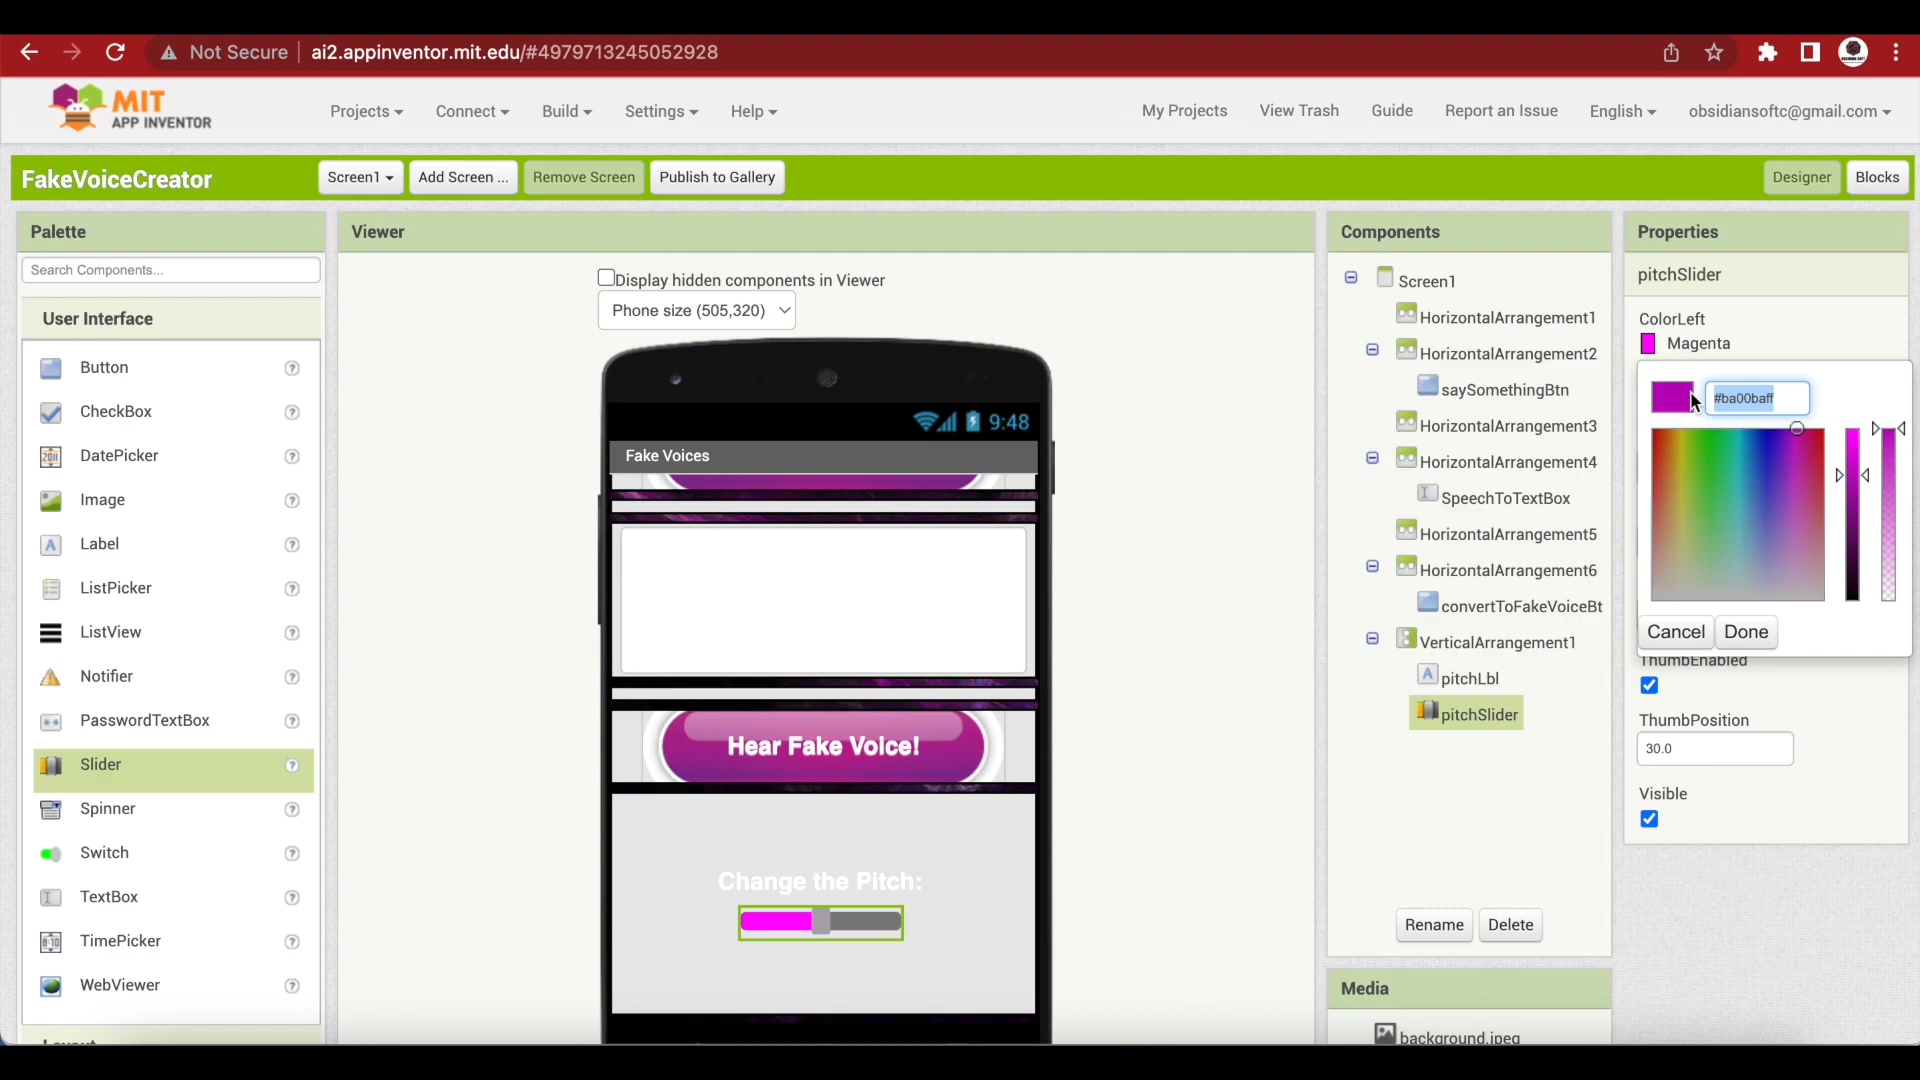 Not Secure
ai2.appinventor.mit.edu/#4979713245052928
MIT
APP INVENTOR
Projects
Connect
Build
Settings
Help
My Projects
View Trash
Guide
Report an Issue
English
obsidiansoftc@gmail.com
FakeVoiceCreator
Screen1
Add Screen ...
Remove Screen
Publish to Gallery
Designer
Blocks
Palette
Search Components...
User Interface
Button
CheckBox
DatePicker
Image
Label
ListPicker
ListView
Notifier
PasswordTextBox
Slider
Spinner
Switch
TextBox
TimePicker
WebViewer
Viewer
Display hidden components in Viewer
Phone size (505,320)
9:48
Fake Voices
Hear Fake Voice!
Change the Pitch:
Components
Screen1
HorizontalArrangement1
HorizontalArrangement2
saySomethingBtn
HorizontalArrangement3
HorizontalArrangement4
SpeechToTextBox
HorizontalArrangement5
HorizontalArrangement6
convertToFakeVoiceBt
VerticalArrangement1
pitchLbl
pitchSlider
Rename
Delete
Media
background.jpeg
Properties
pitchSlider
ColorLeft
Magenta
#ba00baff
Cancel
Done
ThumbEnabled
ThumbPosition
30.0
Visible